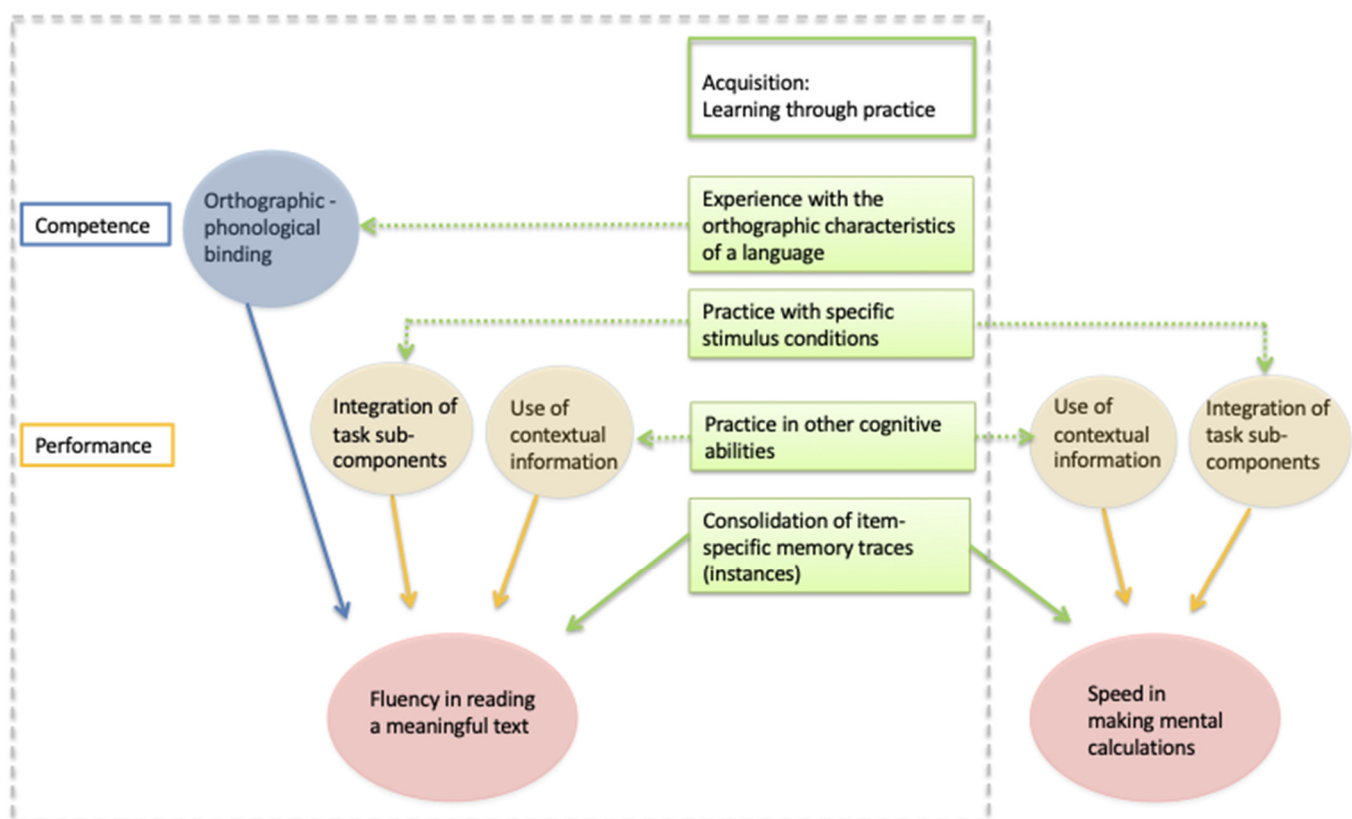 Acquisition:
Learning through practice
Orthographic -
phonological
binding
Competence
Experience with the
orthographic characteristics
of a language
Practice with specific
stimulus conditions
Performance
Integration of
task sub-
components
Use of
contextual
information
Practice in other cognitive
abilities
Use of
contextual
information
Integration of
task sub-
components
Consolidation of item-
specific memory traces
(instances)
Fluency in reading
a meaningful text
Speed in
making mental
calculations